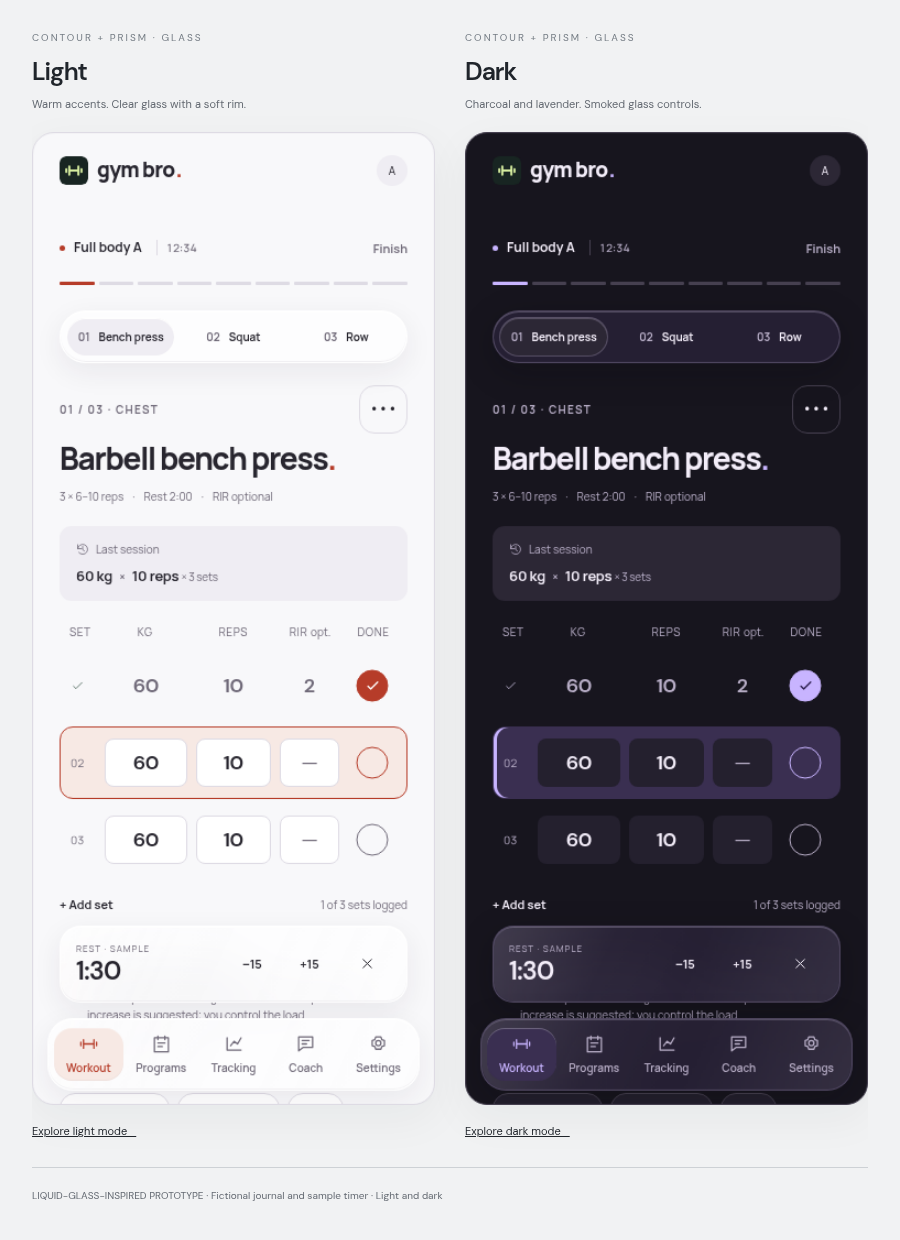 CONTOUR + PRISM · GLASS
Light
Warm accents. Clear glass with a soft rim.
gym bro.
A
Full body A
12:34
Finish
01 Bench press
02 Squat
03 Row
01 / 03 · CHEST
•••
Barbell bench press.
3 × 6–10 reps · Rest 2:00 · RIR optional
Last session
60 kg × 10 reps × 3 sets
SET KG REPS RIR opt. DONE
60 10 2
02 60 10 —
03 60 10 —
+ Add set
1 of 3 sets logged
REST · SAMPLE
1:30
−15 +15
increase is suggested; you control the load
Workout Programs Tracking Coach Settings
Explore light mode
CONTOUR + PRISM · GLASS
Dark
Charcoal and lavender. Smoked glass controls.
gym bro.
A
Full body A
12:34
Finish
01 Bench press
02 Squat
03 Row
01 / 03 · CHEST
•••
Barbell bench press.
3 × 6–10 reps · Rest 2:00 · RIR optional
Last session
60 kg × 10 reps × 3 sets
SET KG REPS RIR opt. DONE
60 10 2
02 60 10 —
03 60 10 —
+ Add set
1 of 3 sets logged
REST · SAMPLE
1:30
−15 +15
increase is suggested; you control the load
Workout Programs Tracking Coach Settings
Explore dark mode
LIQUID-GLASS-INSPIRED PROTOTYPE · Fictional journal and sample timer · Light and dark